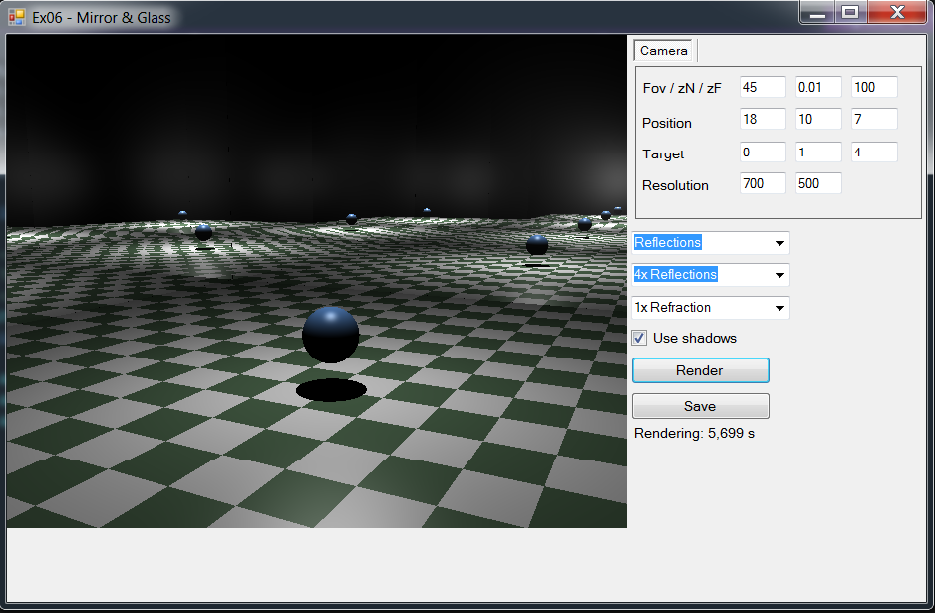 Ex06 - Mirror & Glass
Camera
Fov / zN / zF 45 0.01 100
Position 18 10 7
Target 0 1 4
Resolution 700 500
Reflections
4x Reflections
1x Refraction
Use shadows
Render
Save
Rendering: 5,699 s